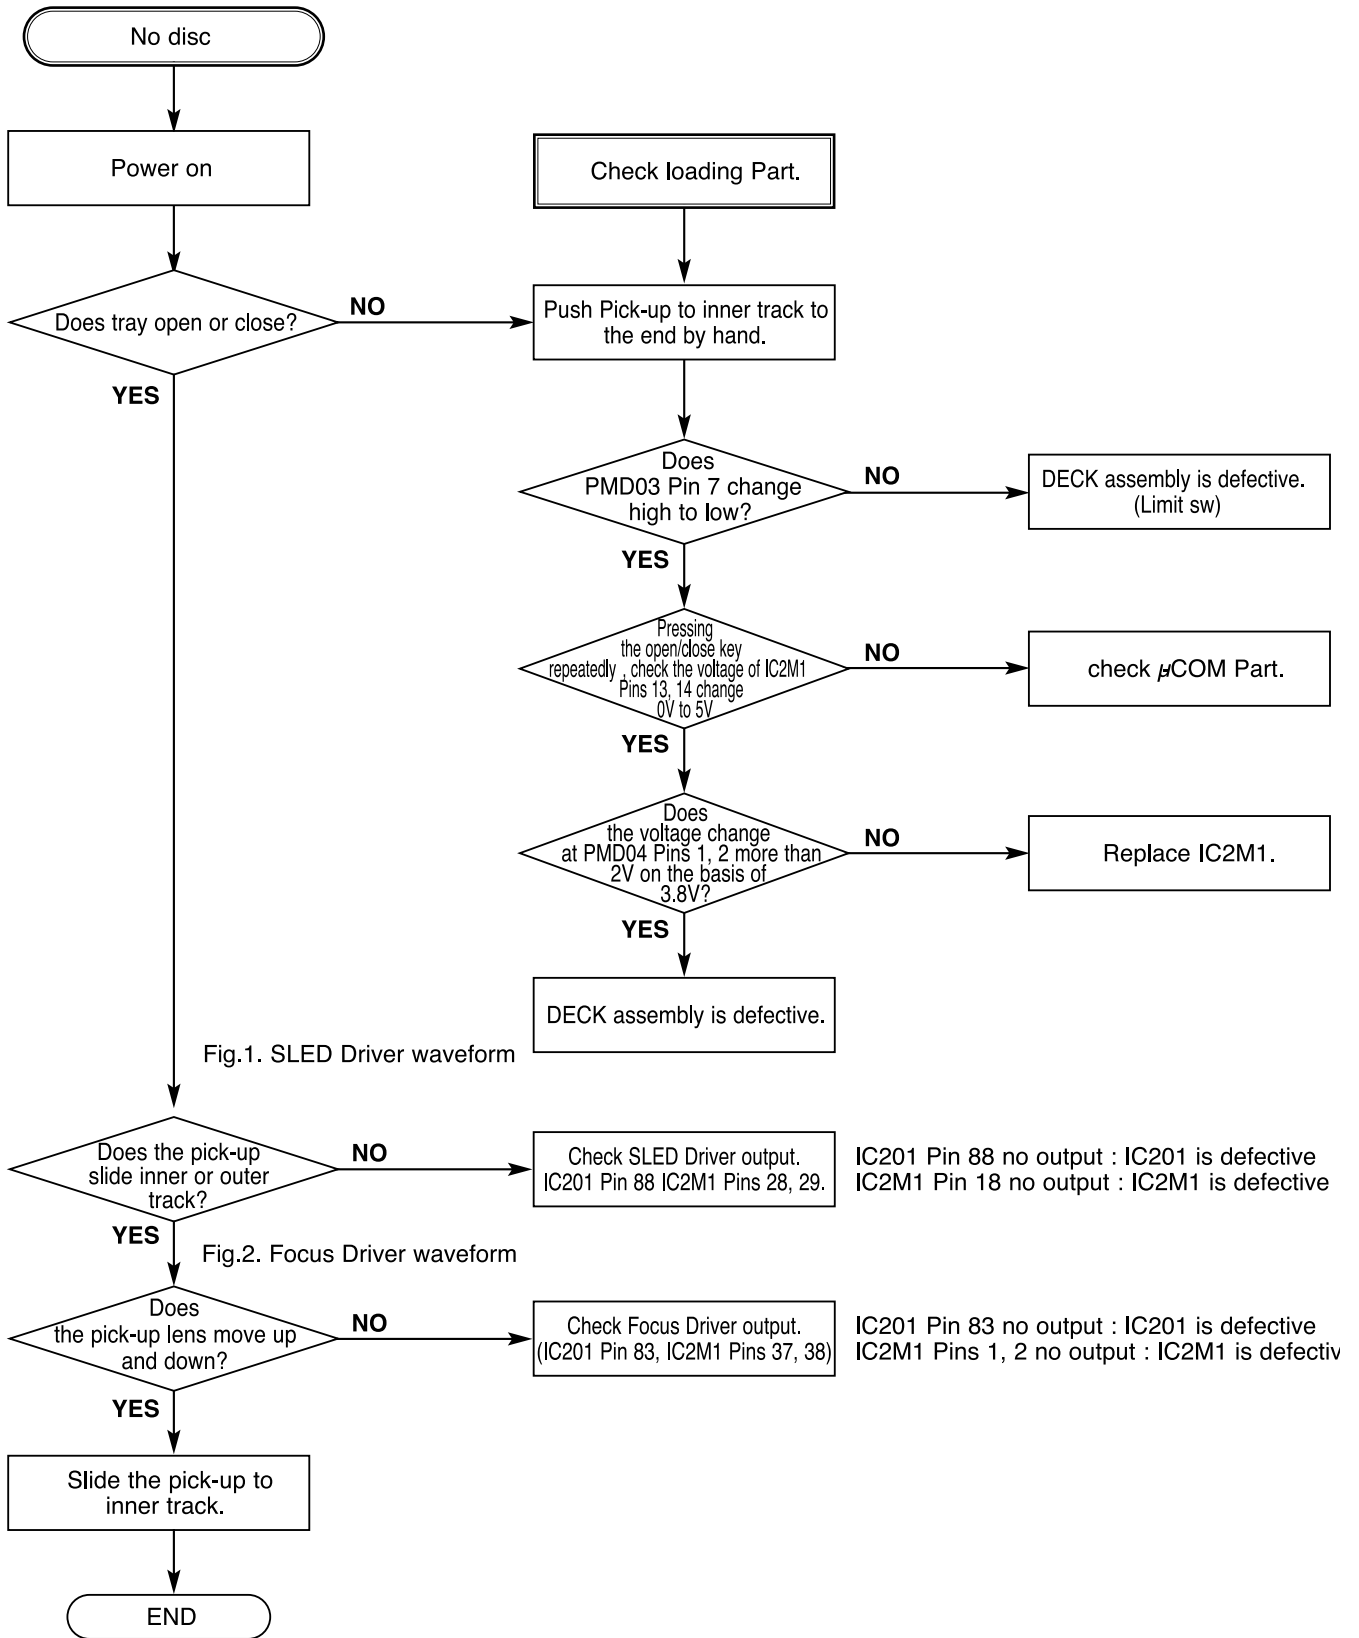 No disc
Power on
Check loading Part.
Does tray open or close?
NO
Push Pick-up to inner track to
the end by hand.
YES
Does
PMD03 Pin 7 change
high to low?
NO
DECK assembly is defective.
(Limit sw)
YES
Pressing
the open/close key
repeatedly , check the voltage of IC2M1
Pins 13, 14 change
0V to 5V
NO
check µCOM Part.
YES
Does
the voltage change
at PMD04 Pins 1, 2 more than
2V on the basis of
3.8V?
NO
Replace IC2M1.
YES
DECK assembly is defective.
Fig.1. SLED Driver waveform
Does the pick-up
slide inner or outer
track?
NO
Check SLED Driver output.
IC201 Pin 88 IC2M1 Pins 28, 29.
IC201 Pin 88 no output : IC201 is defective
IC2M1 Pin 18 no output : IC2M1 is defective
YES
Fig.2. Focus Driver waveform
Does
the pick-up lens move up
and down?
NO
Check Focus Driver output.
(IC201 Pin 83, IC2M1 Pins 37, 38)
IC201 Pin 83 no output : IC201 is defective
IC2M1 Pins 1, 2 no output : IC2M1 is defectiv
YES
Slide the pick-up to
inner track.
END